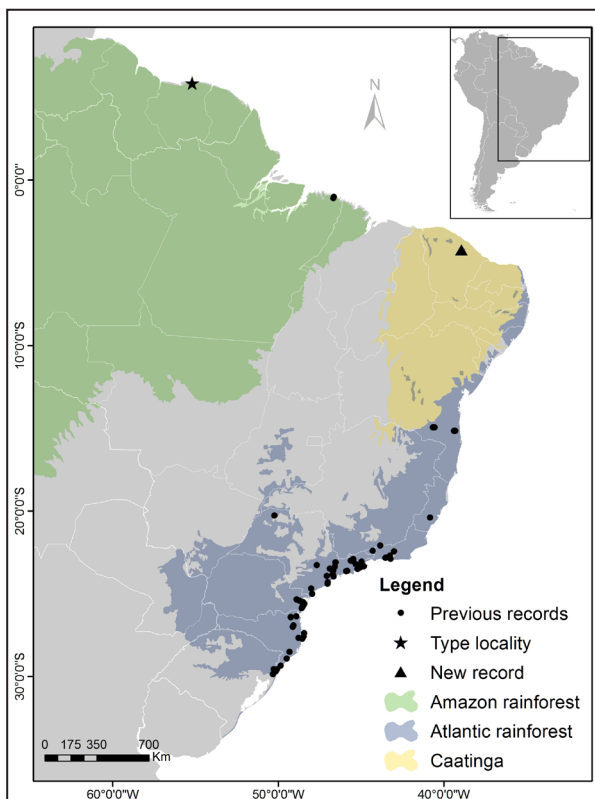 N
0°0'0"
10°0'0"S
20°0'0"S
30°0'0"S
Legend
Previous records
Type locality
New record
Amazon rainforest
Atlantic rainforest
Caatinga
0 175 350 700
Km
60°0'0"W 50°0'0"W 40°0'0"W